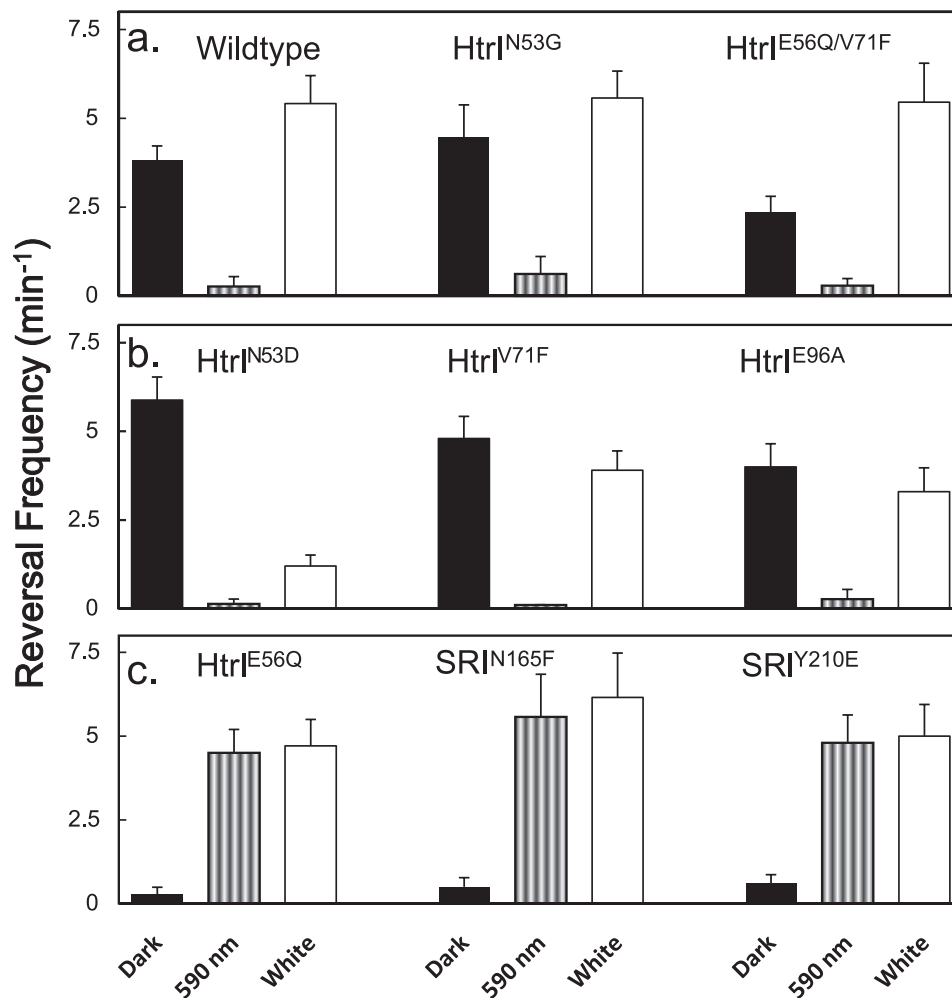 Reversal Frequency (min⁻¹)
a.
Wildtype
HtrI^N53G
HtrI^E56Q/V71F
7.5
5
2.5
0
b.
HtrI^N53D
HtrI^V71F
HtrI^E96A
7.5
5
2.5
0
c.
HtrI^E56Q
SRI^N165F
SRI^Y210E
7.5
5
2.5
0
Dark
590 nm
White
Dark
590 nm
White
Dark
590 nm
White